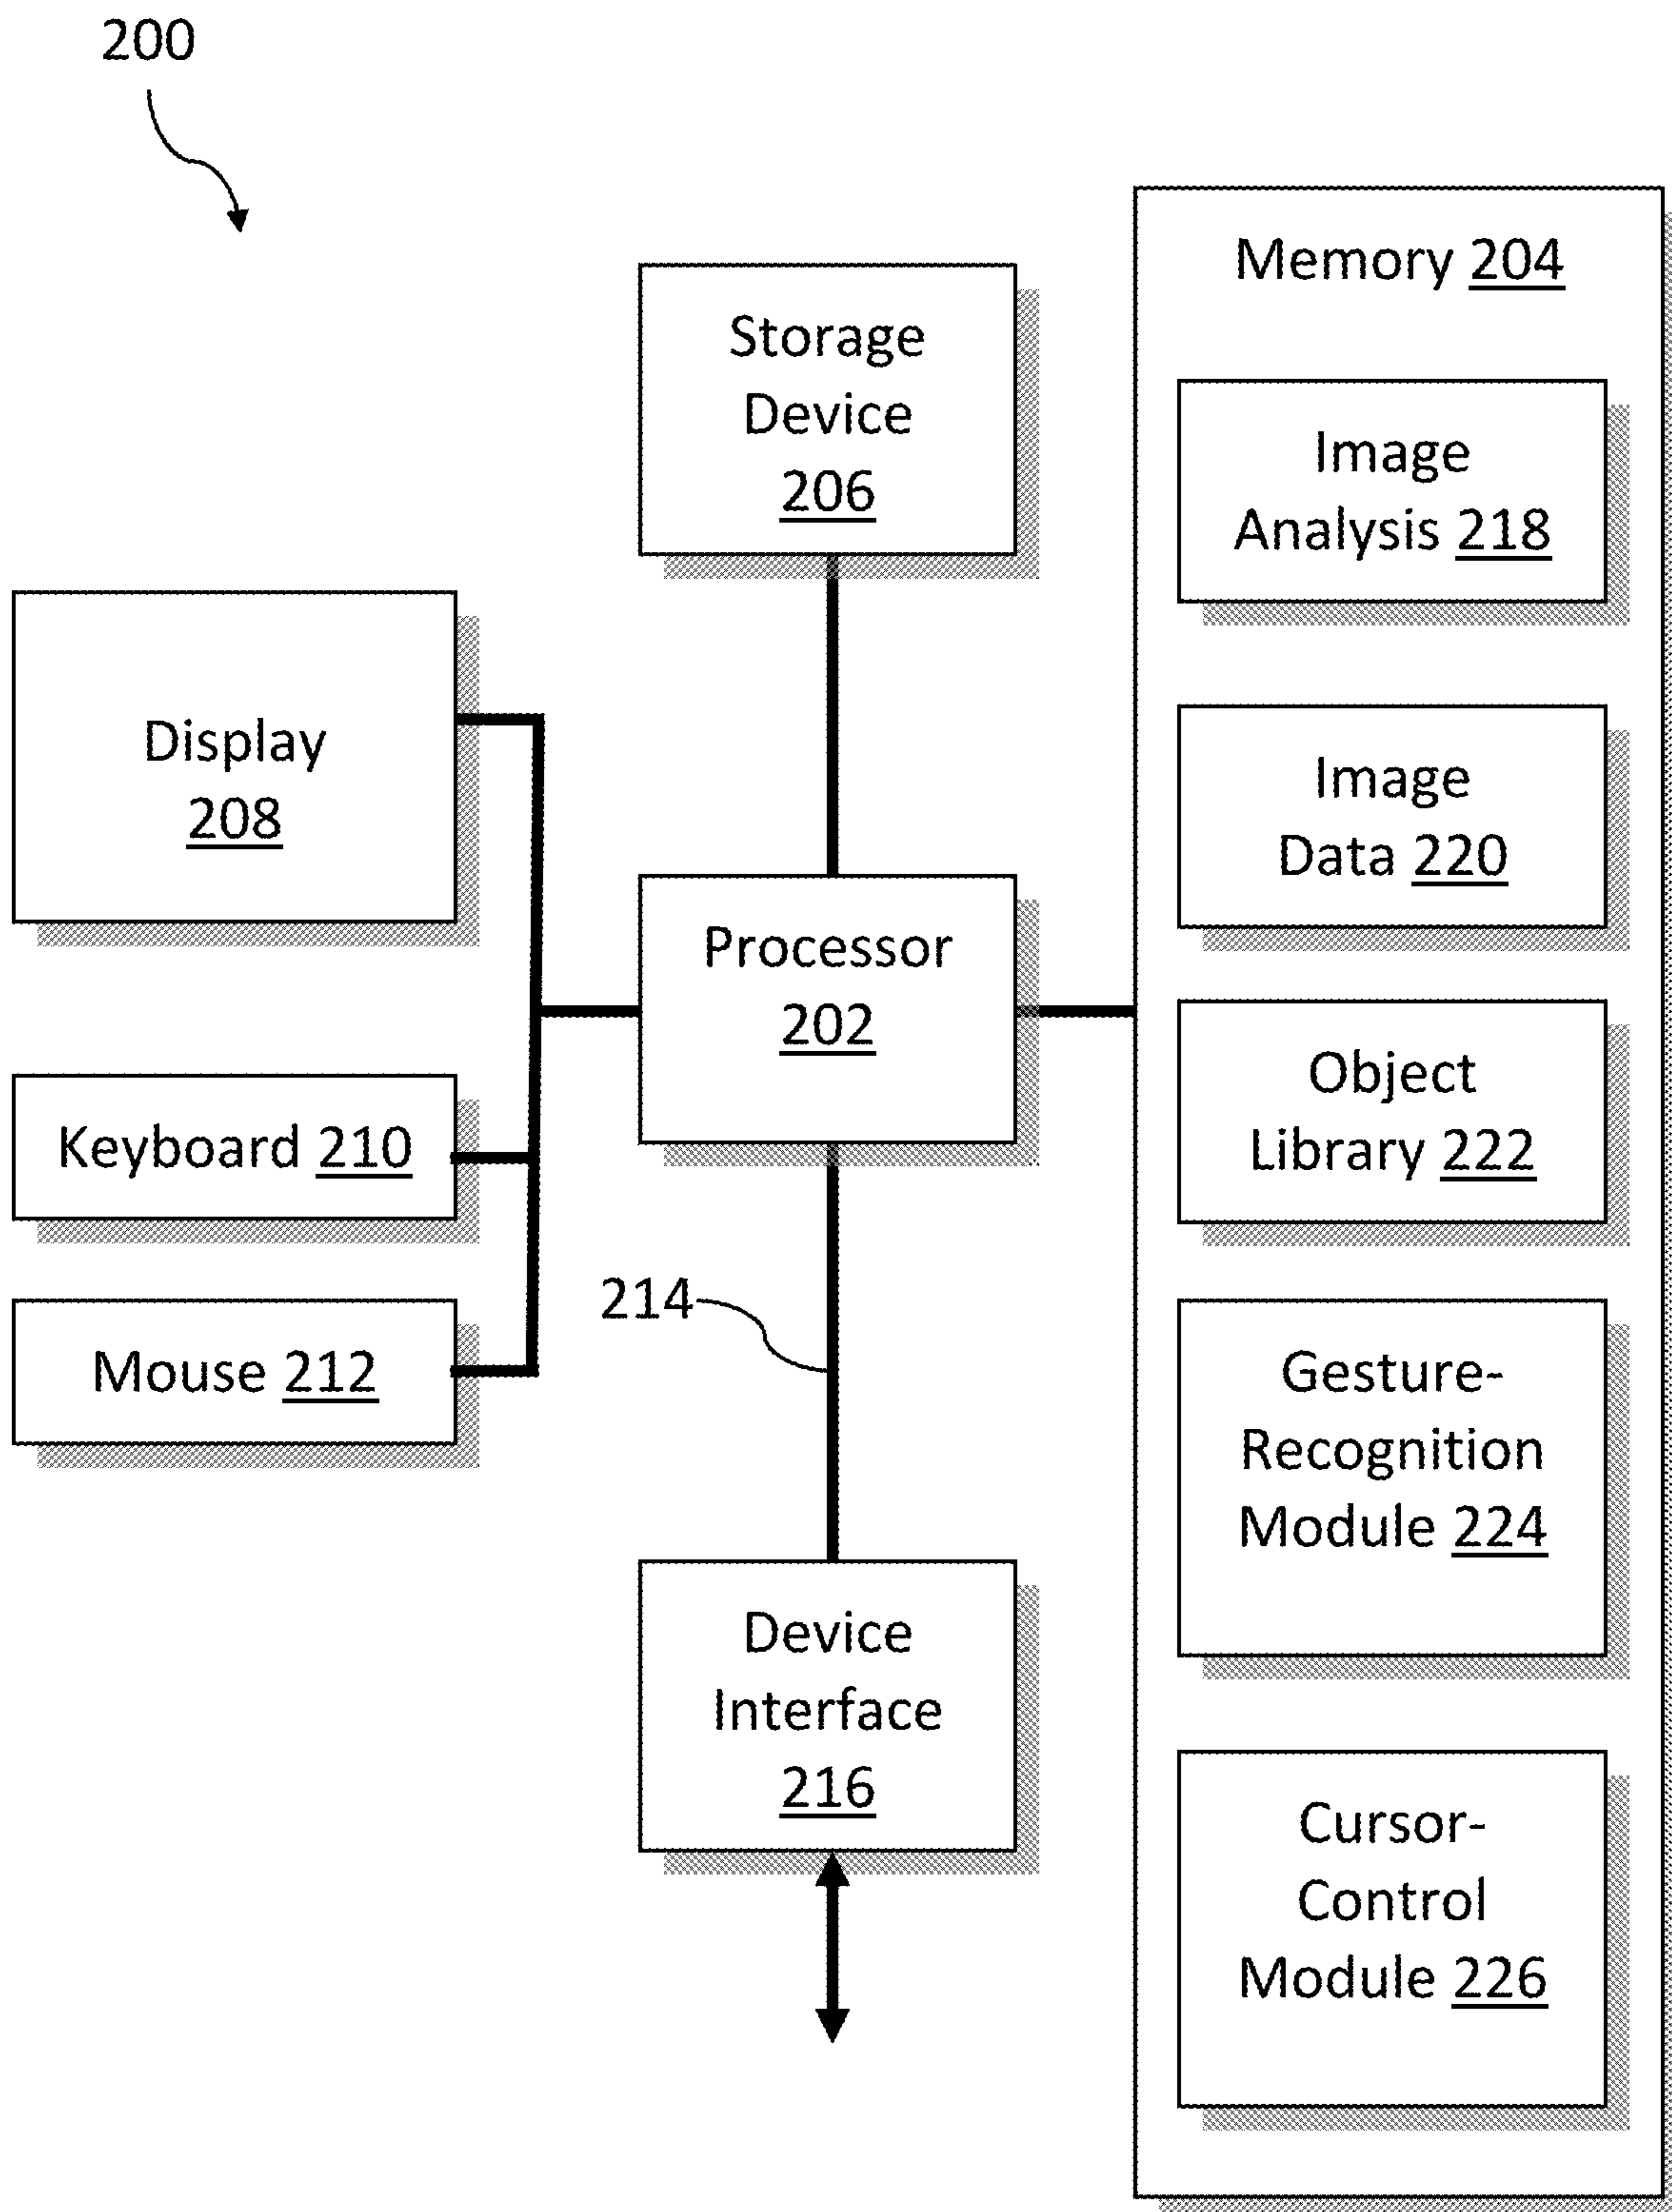 200
Storage
Device
206
Display
208
Keyboard 210
Mouse 212
Processor
202
214
Device
Interface
216
Memory 204
Image
Analysis 218
Image
Data 220
Object
Library 222
Gesture-
Recognition
Module 224
Cursor-
Control
Module 226